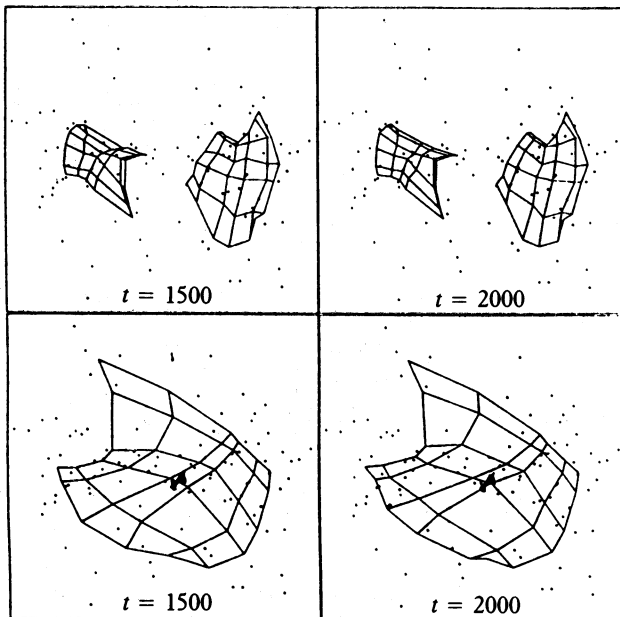 t = 1500
t = 2000
t = 1500
t = 2000